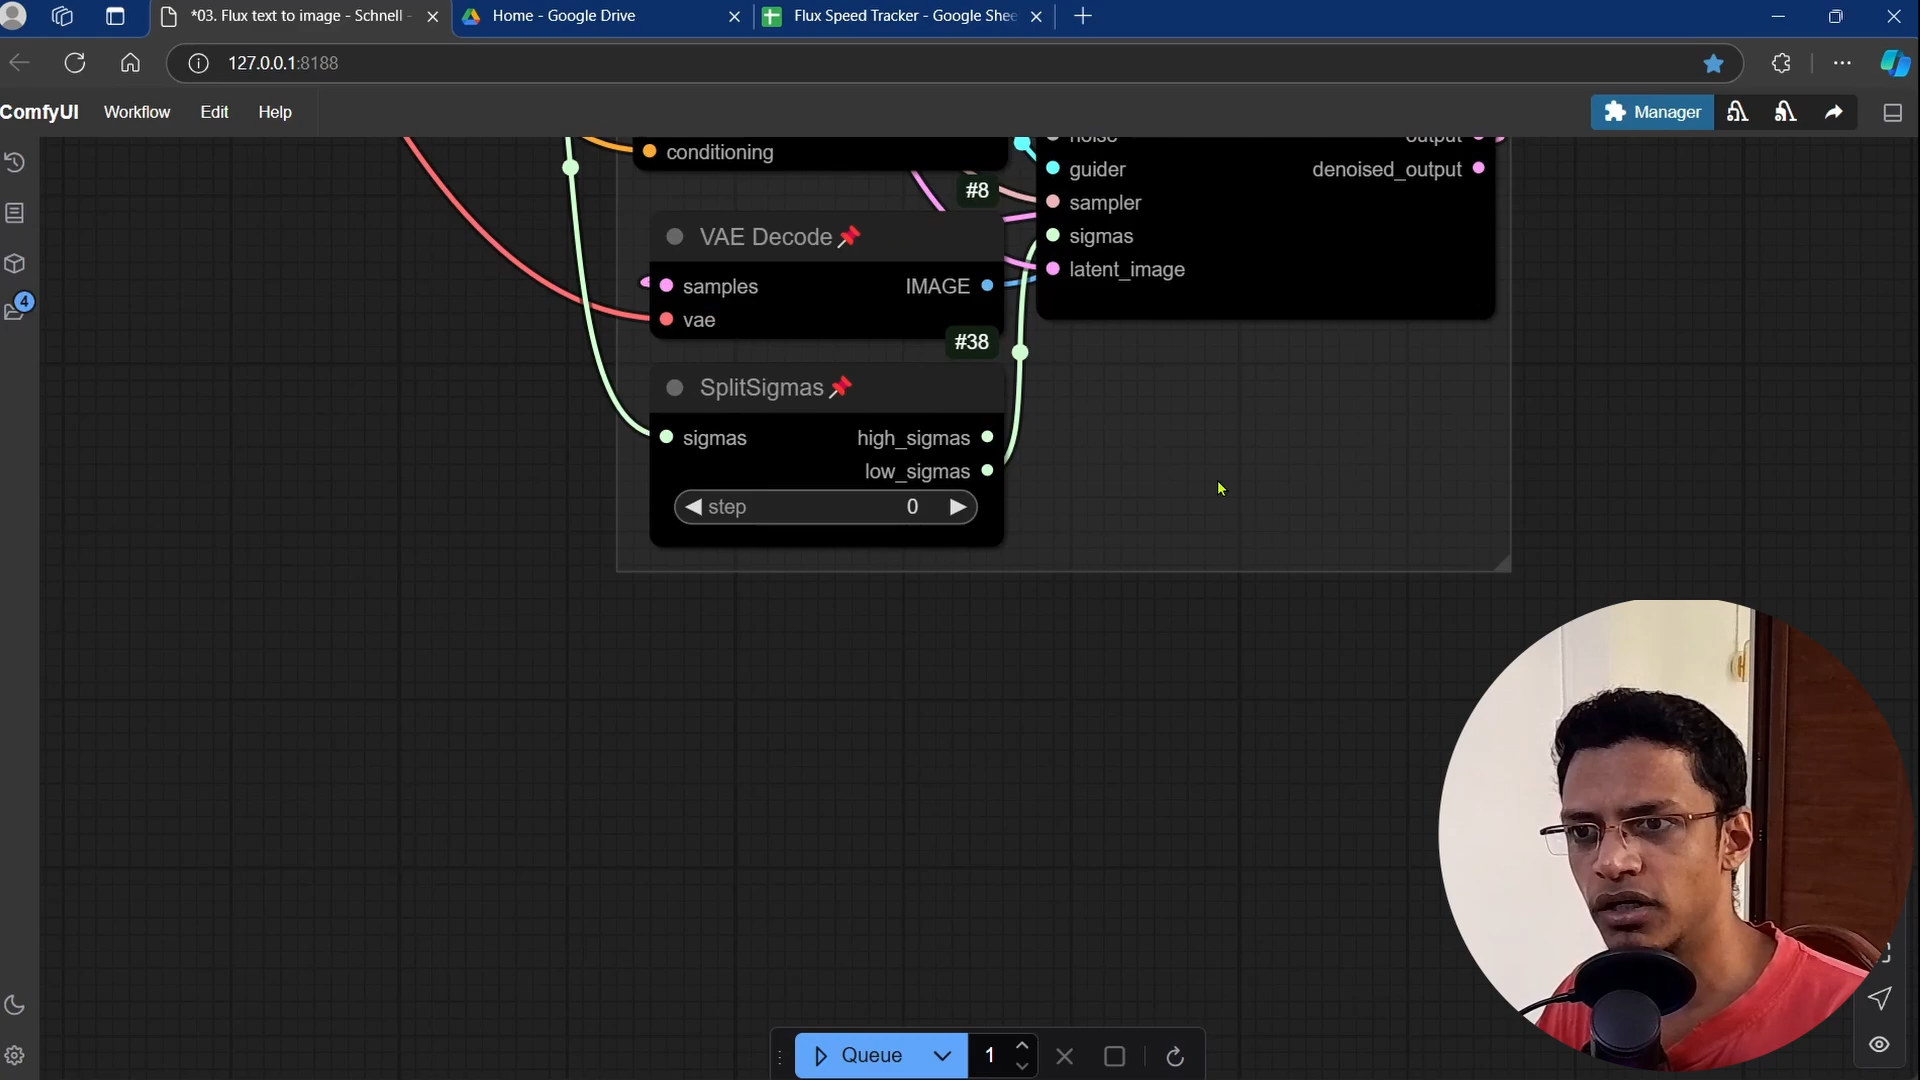 *03. Flux text to image - Schnell -
Home - Google Drive
Flux Speed Tracker - Google Shee
127.0.0.1:8188
ComfyUI
Workflow
Edit
Help
Manager
noise
output
conditioning
guider
denoised_output
#8
sampler
VAE Decode
sigmas
latent_image
samples
IMAGE
vae
4
#38
SplitSigmas
sigmas
high_sigmas
low_sigmas
step
0
Queue
1